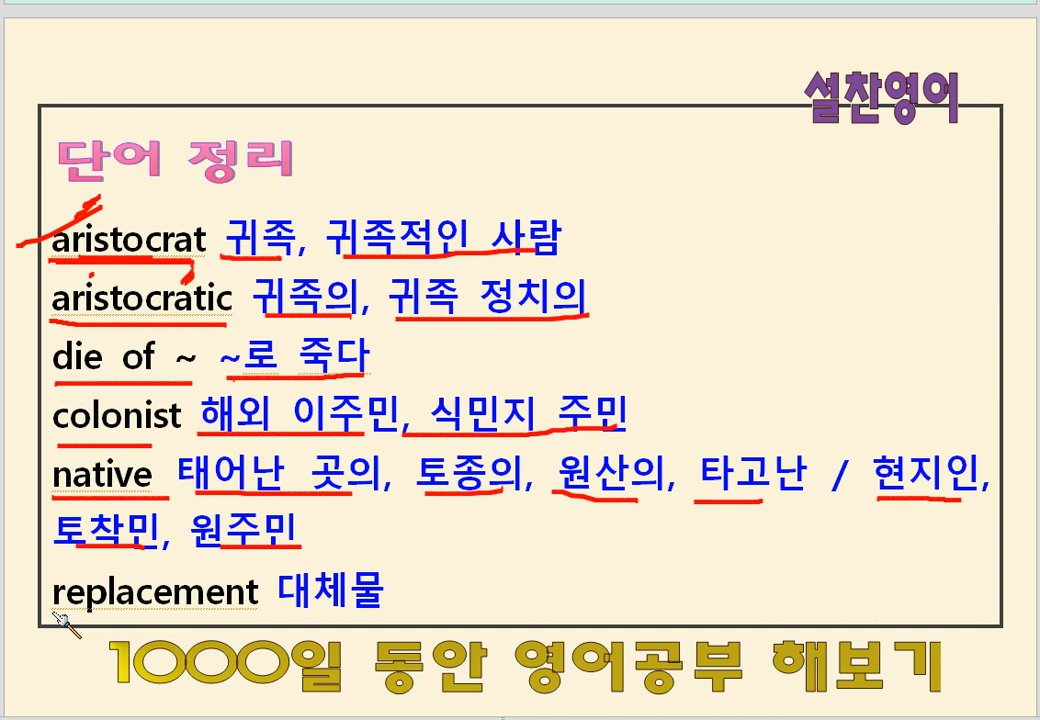 설찬영어
단어 정리
aristocrat 귀족, 귀족적인 사람
aristocratic 귀족의, 귀족 정치의
die of ~ ~로 죽다
colonist 해외 이주민, 식민지 주민
native 태어난 곳의, 토종의, 원산의, 타고난 / 현지인,
토착민, 원주민
replacement 대체물
1000일 동안 영어공부 해보기